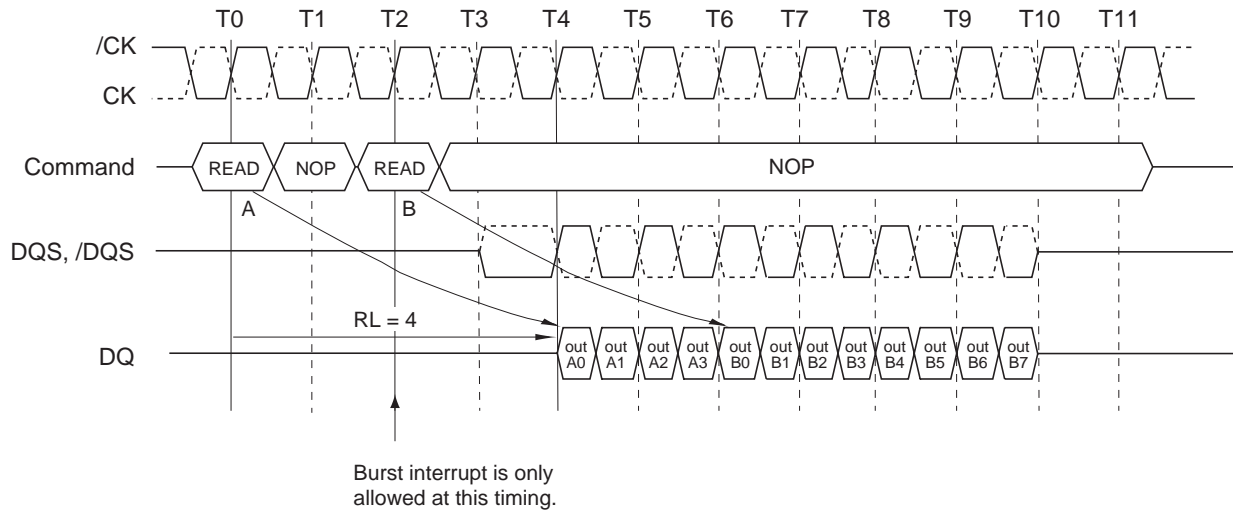 T0 T1 T2 T3 T4 T5 T6 T7 T8 T9 T10 T11
/CK
CK
Command READ NOP READ NOP
A B
DQS, /DQS
RL = 4
DQ out A0 out A1 out A2 out A3 out B0 out B1 out B2 out B3 out B4 out B5 out B6 out B7
Burst interrupt is only
allowed at this timing.